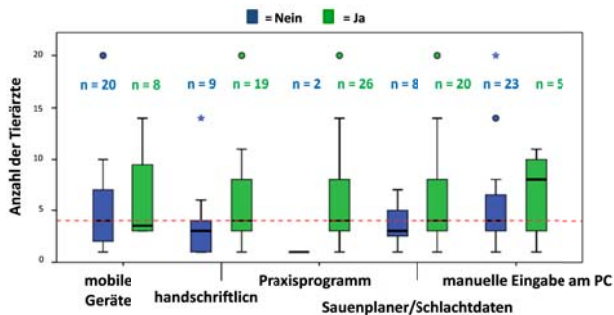 = Nein = Ja
Anzahl der Tierärzte
20
15
10
5
0
n = 20 n = 8 n = 9 n = 19 n = 2 n = 26 n = 8 n = 20 n = 23 n = 5
mobile Praxisprogramm manuelle Eingabe am PC
Geräte handschriftlicn Sauenplaner/Schlachtdaten